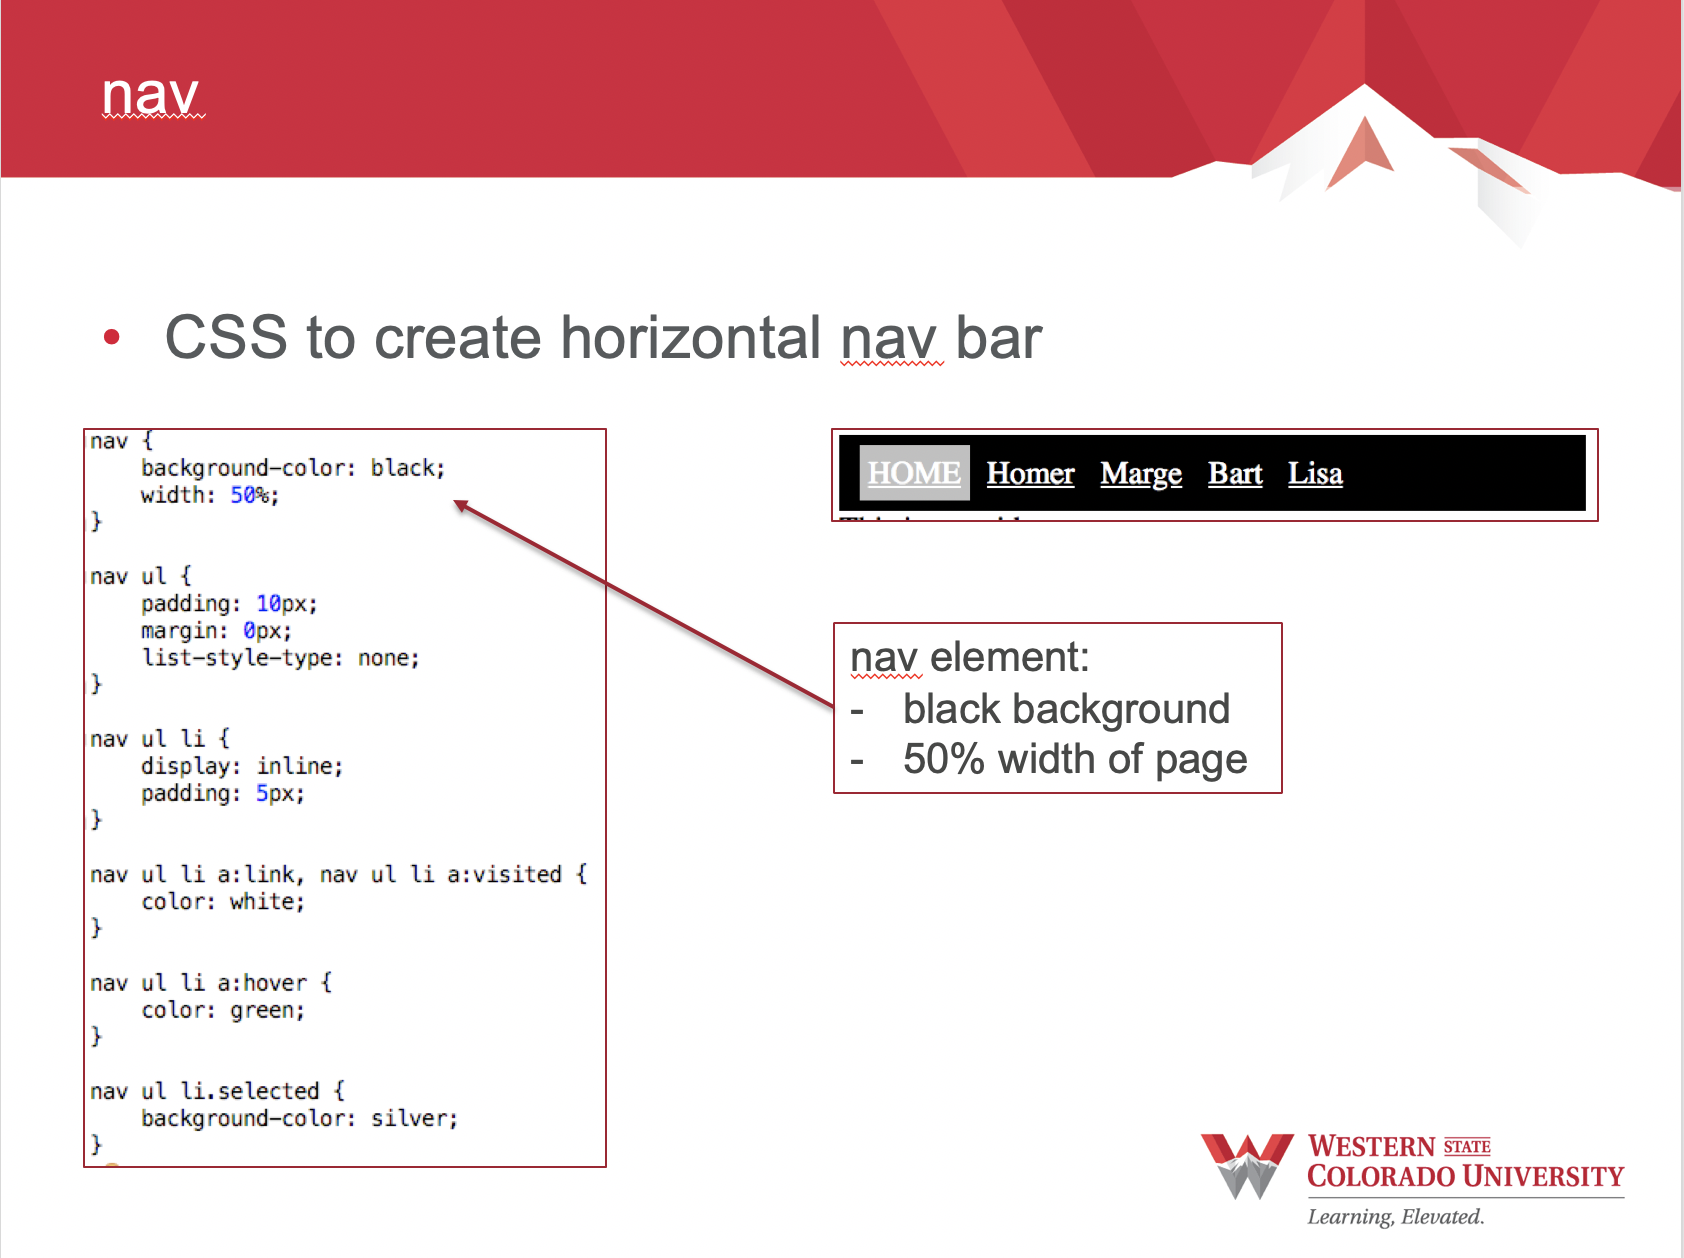 nav
• CSS to create horizontal nav bar
nav {
    background-color: black;
    width: 50%;
}
nav ul {
    padding: 10px;
    margin: 0px;
    list-style-type: none;
}
nav ul li {
    display: inline;
    padding: 5px;
}
nav ul li a:link, nav ul li a:visited {
    color: white;
}
nav ul li a:hover {
    color: green;
}
nav ul li.selected {
    background-color: silver;
}
HOME Homer Marge Bart Lisa
nav element:
- black background
- 50% width of page
WESTERN STATE
COLORADO UNIVERSITY
Learning, Elevated.